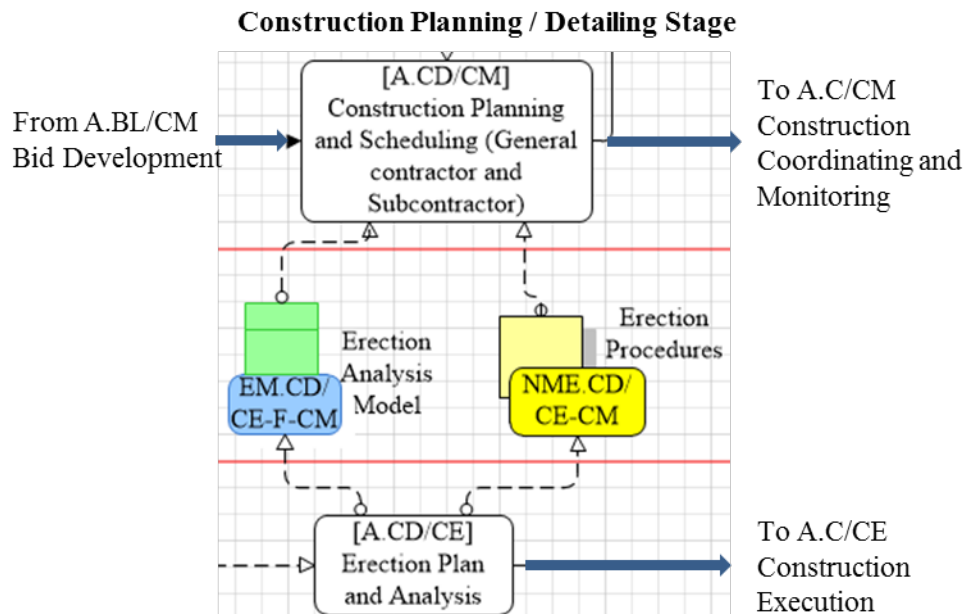 Construction Planning / Detailing Stage
[A.CD/CM]
Construction Planning
and Scheduling (General
contractor and
Subcontractor)
From A.BL/CM
Bid Development
To A.C/CM
Construction
Coordinating and
Monitoring
Erection
Analysis
Model
EM.CD/
CE-F-CM
Erection
Procedures
NME.CD/
CE-CM
[A.CD/CE]
Erection Plan
and Analysis
To A.C/CE
Construction
Execution